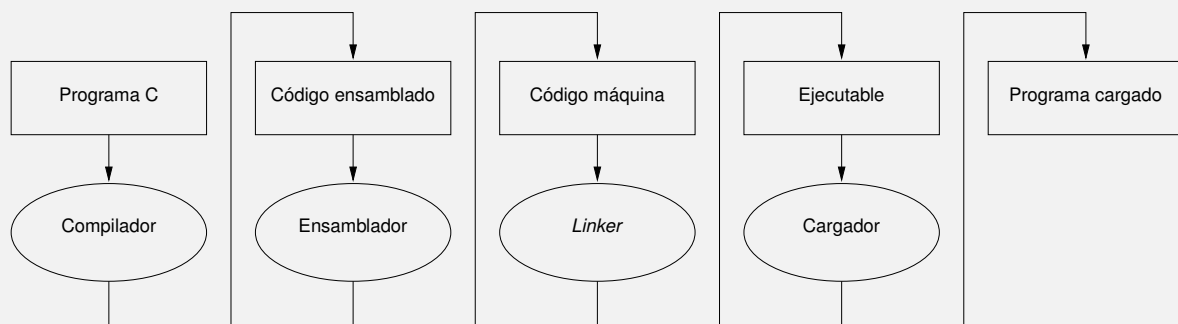 Programa C
Código ensamblado
Código máquina
Ejecutable
Programa cargado
Compilador
Ensamblador
Linker
Cargador